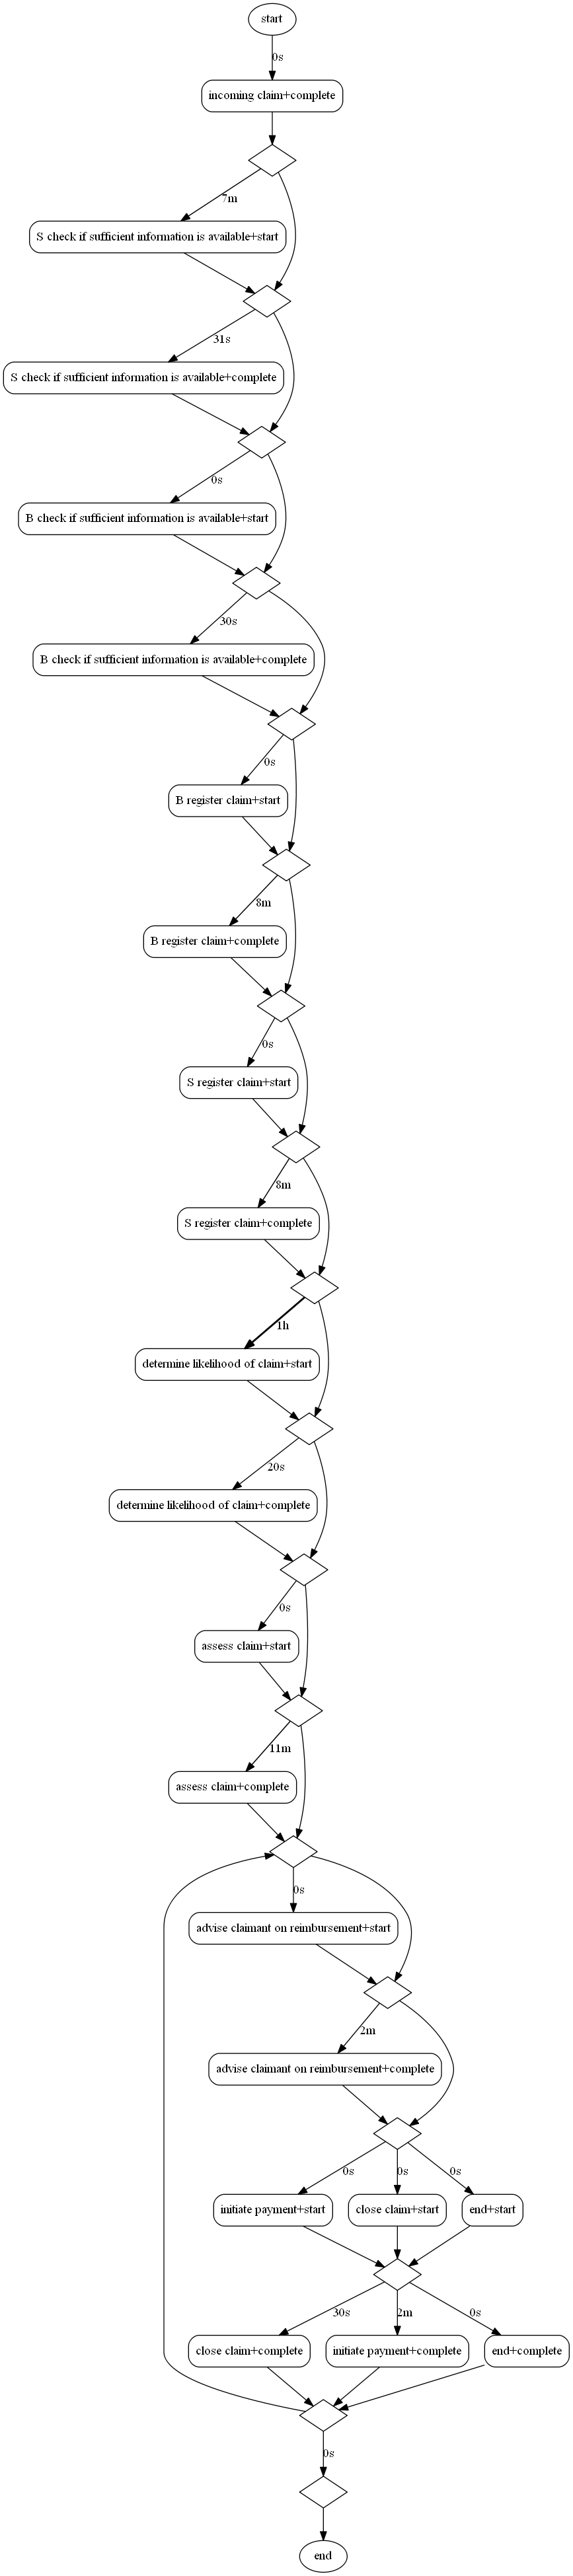 start
0s
incoming claim+complete
7m
S check if sufficient information is available+start
31s
S check if sufficient information is available+complete
0s
B check if sufficient information is available+start
30s
B check if sufficient information is available+complete
0s
B register claim+start
8m
B register claim+complete
0s
S register claim+start
8m
S register claim+complete
1h
determine likelihood of claim+start
20s
determine likelihood of claim+complete
0s
assess claim+start
11m
assess claim+complete
0s
advise claimant on reimbursement+start
2m
advise claimant on reimbursement+complete
0s 0s 0s
initiate payment+start close claim+start end+start
30s 2m 0s
close claim+complete initiate payment+complete end+complete
0s
end